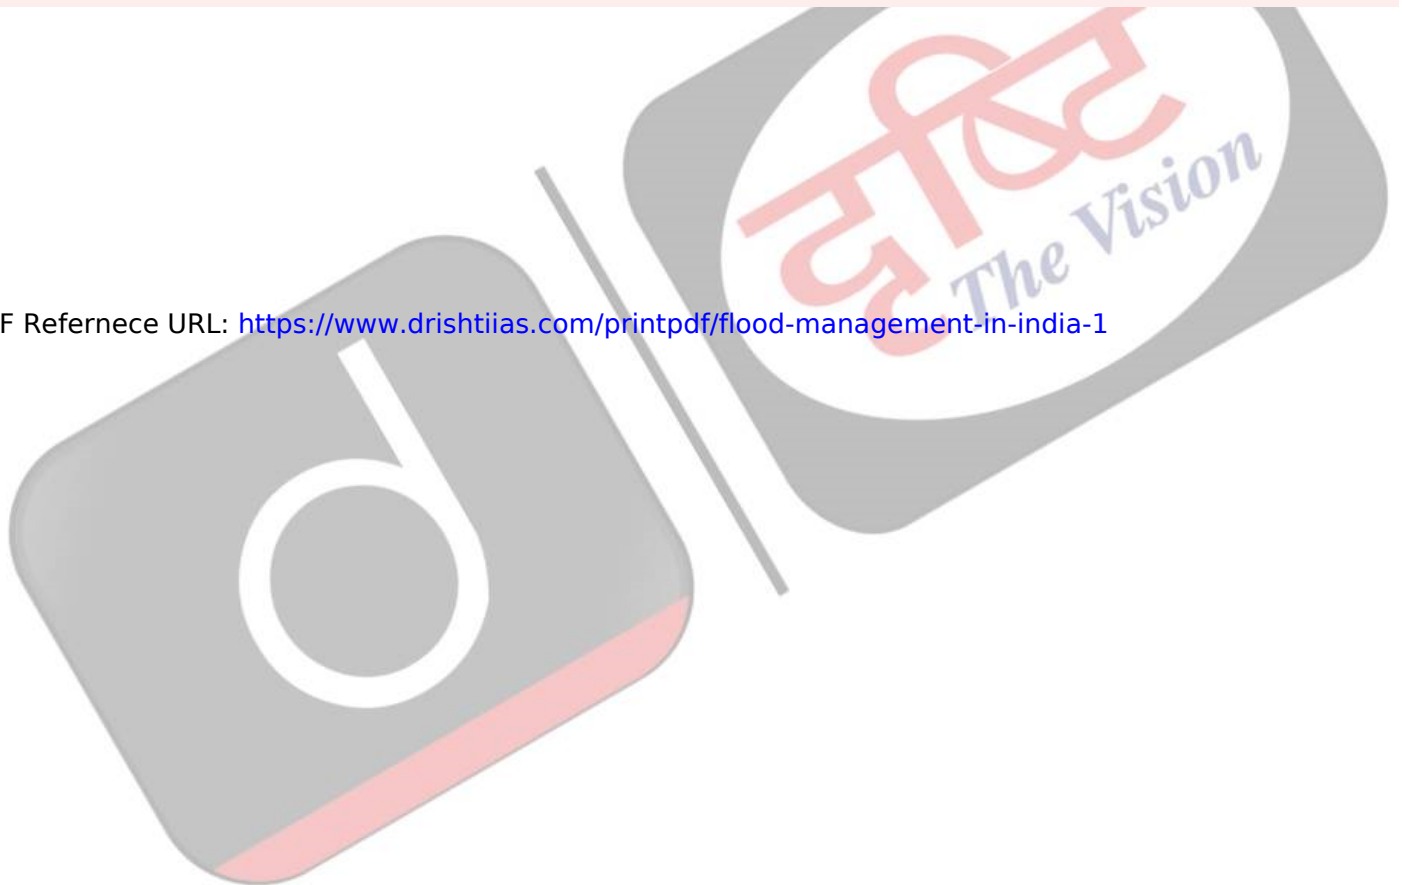 दृष्टि
The Vision
F Refernece URL: https://www.drishtiias.com/printpdf/flood-management-in-india-1
d